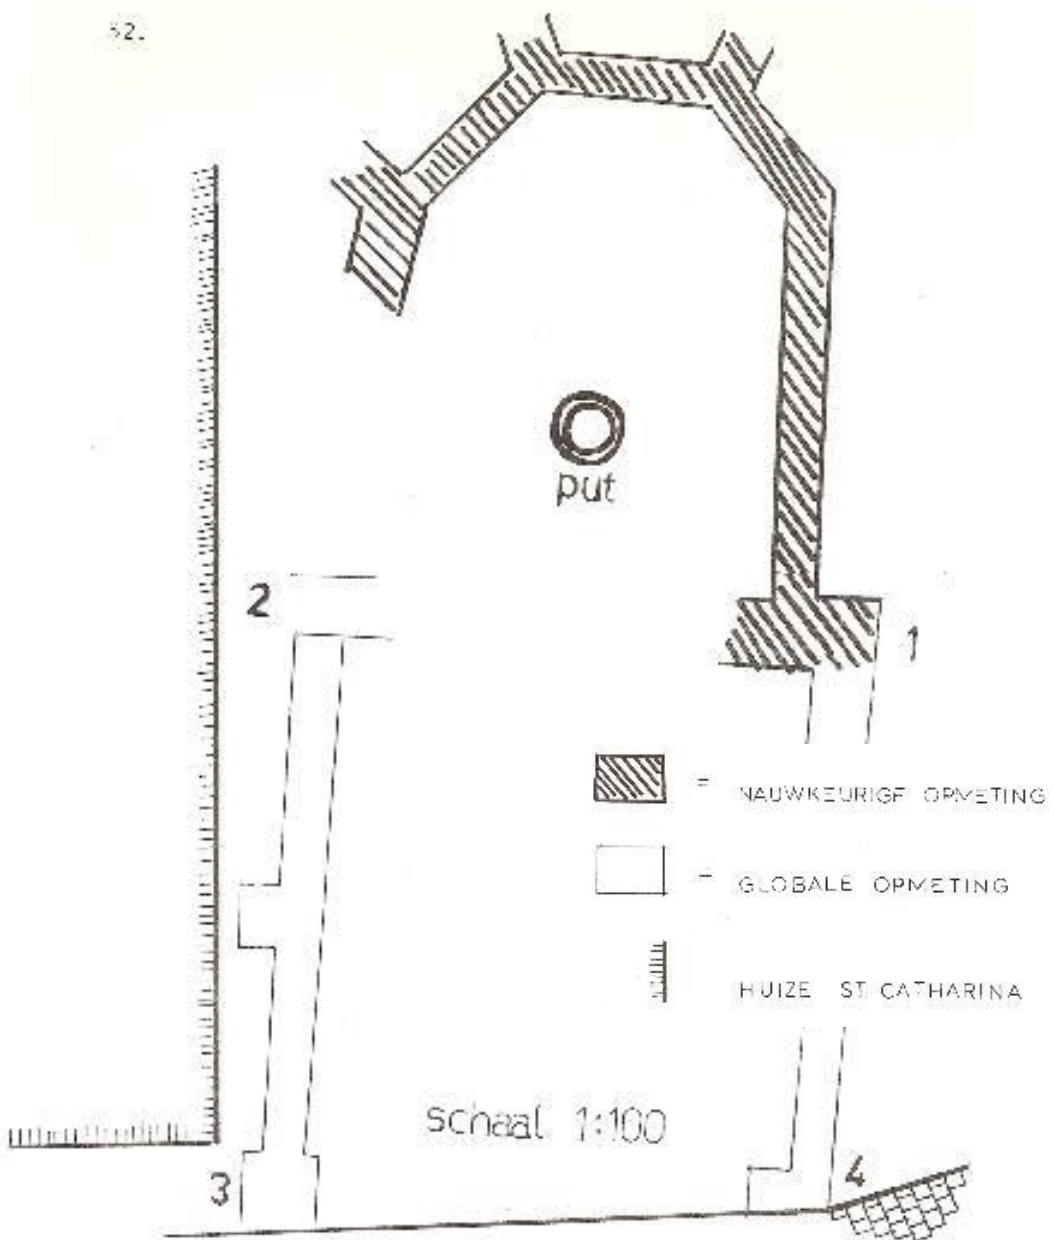 52.
put
2
1
= NAUWKEURIGE OPMETING
= GLOBALE OPMETING
HUIZE ST. CATHARINA
schaal 1:100
3
4